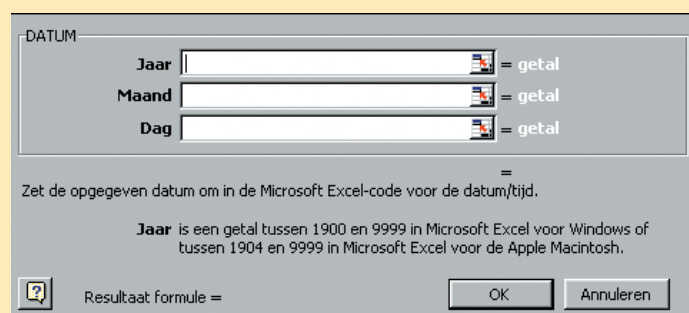 DATUM
Jaar = getal
Maand = getal
Dag = getal
=
Zet de opgegeven datum om in de Microsoft Excel-code voor de datum/tijd.
Jaar is een getal tussen 1900 en 9999 in Microsoft Excel voor Windows of
tussen 1904 en 9999 in Microsoft Excel voor de Apple Macintosh.
? Resultaat formule = OK Annuleren